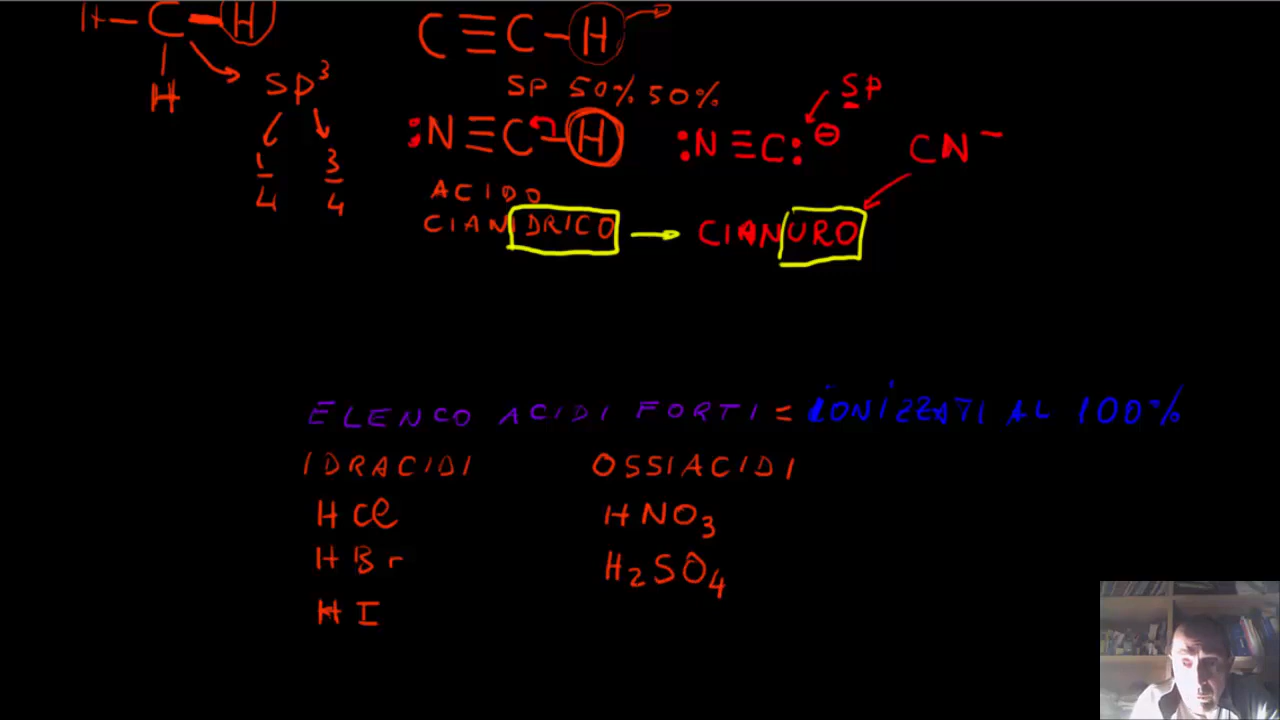 H—C—H
H
sp³
1/4 3/4
C≡C—H
SP 50% 50%
:N≡C—H
ACIDO
CIANIDRICO → CIANURO
:N≡C:⊖
sp
CN⁻
ELENCO ACIDI FORTI = IONIZZATI AL 100%
IDRACIDI OSSIACIDI
HCl HNO₃
HBr H₂SO₄
HI